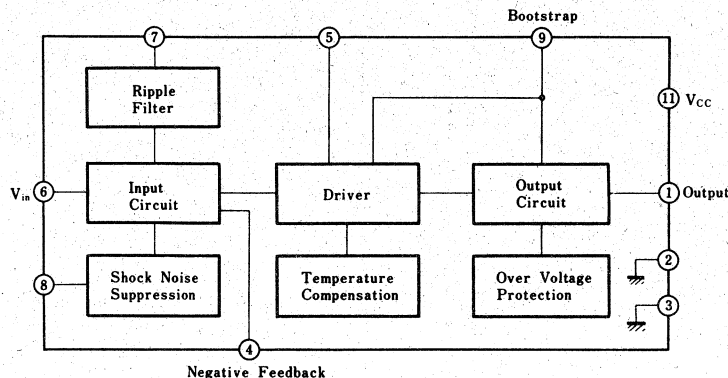 Bootstrap
7
5
9
Ripple
Filter
11 VCC
Vin 6
Input
Circuit
Driver
Output
Circuit
1 Output
8
Shock Noise
Suppression
Temperature
Compensation
Over Voltage
Protection
2
3
4
Negative Feedback